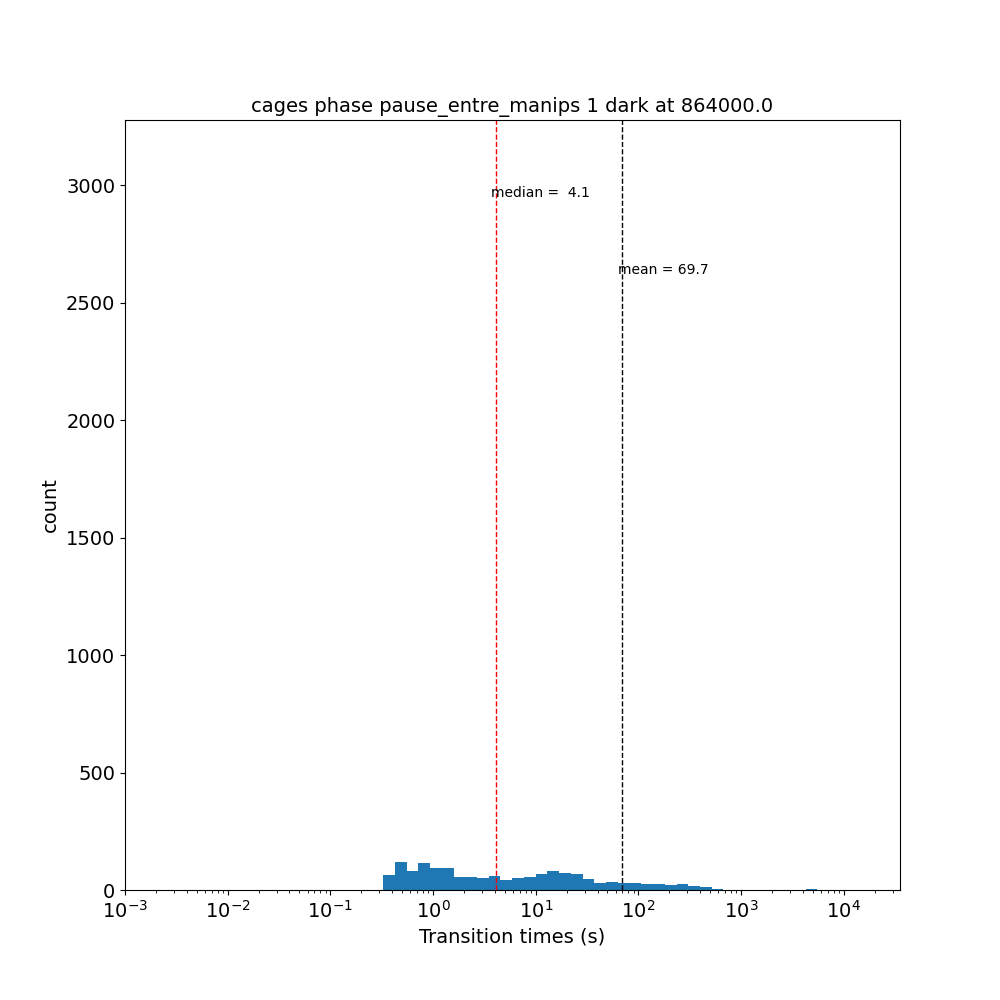 cages phase pause_entre_manips 1 dark at 864000.0
3000
median =  4.1
mean = 69.7
2500
2000
count
1500
1000
500
0
10⁻³ 10⁻² 10⁻¹ 10⁰ 10¹ 10² 10³ 10⁴
Transition times (s)